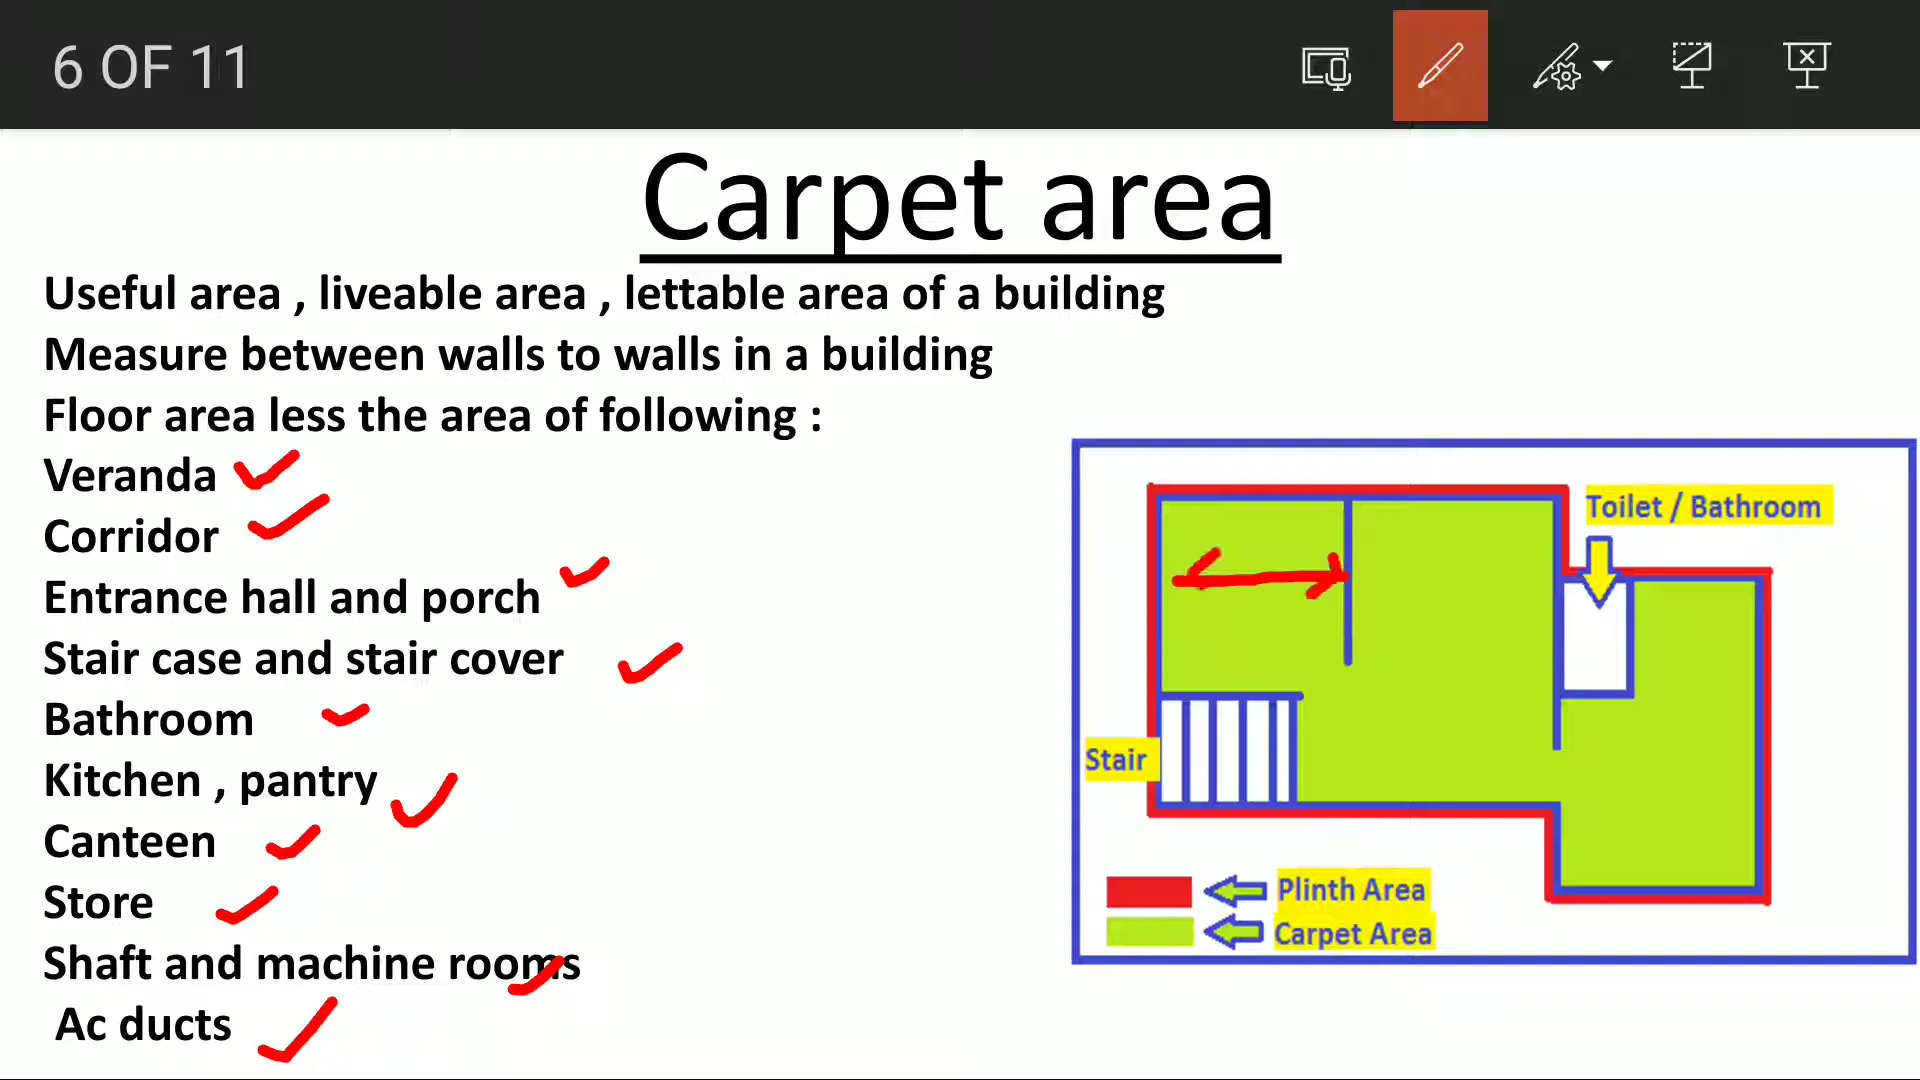 6 OF 11
Carpet area
Useful area , liveable area , lettable area of a building
Measure between walls to walls in a building
Floor area less the area of following :
Veranda
Corridor
Entrance hall and porch
Stair case and stair cover
Bathroom
Kitchen , pantry
Canteen
Store
Shaft and machine rooms
Ac ducts
Toilet / Bathroom
Stair
Plinth Area
Carpet Area